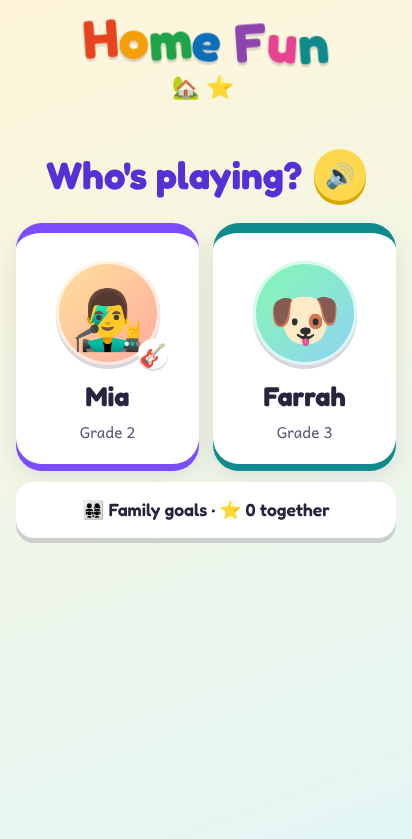 Home Fun
Who's playing?
Mia
Grade 2
Farrah
Grade 3
Family goals · ⭐ 0 together